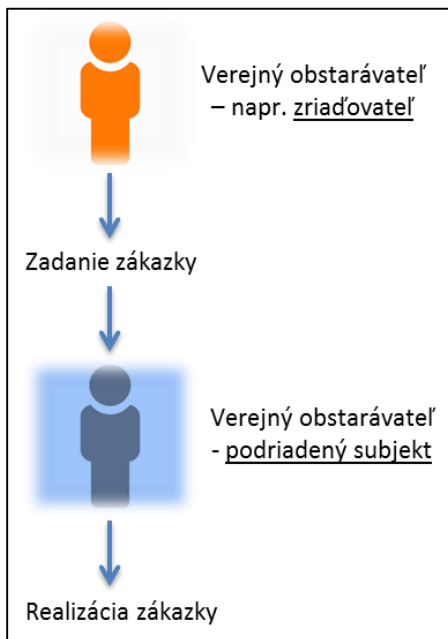 Verejný obstarávateľ
– napr. zriaďovateľ
Zadanie zákazky
Verejný obstarávateľ
- podriadený subjekt
Realizácia zákazky